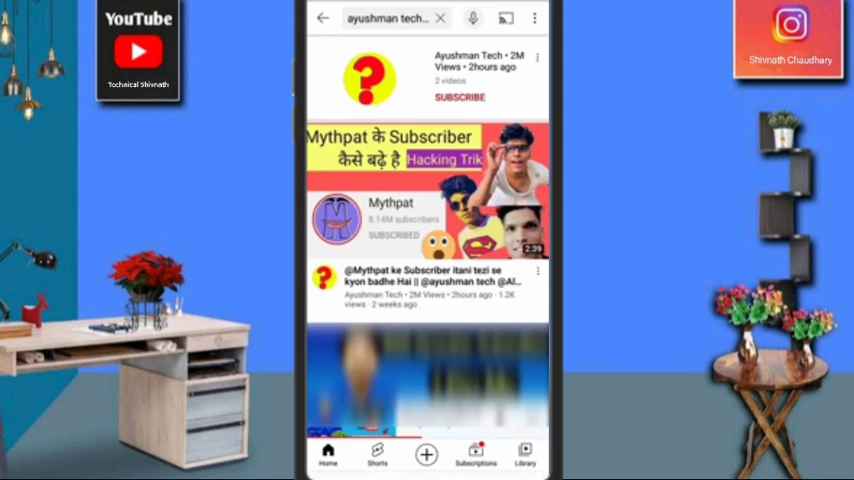 YouTube
Technical Shivnath
Shivnath Chaudhary
ayushman tech...
Ayushman Tech • 2M
Views • 2hours ago
2 videos
SUBSCRIBE
Mythpat के Subscriber
कैसे बढ़े है Hacking Trik
Mythpat
8.14M subscribers
SUBSCRIBED
2:39
@Mythpat ke Subscriber itani tezi se
kyon badhe Hai || @ayushman tech @Al...
Ayushman Tech • 2M Views • 2hours ago · 1.2K
views · 2 weeks ago
Home
Shorts
Subscriptions
Library